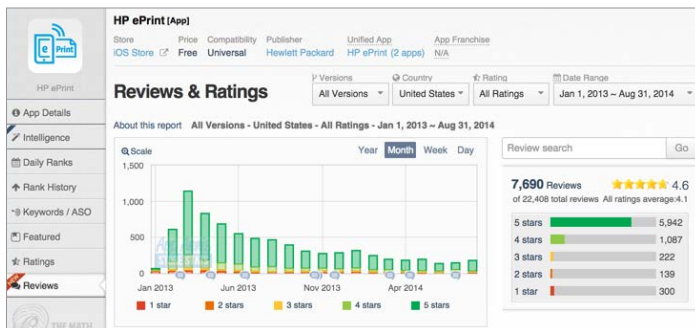 HP ePrint [App]
Store Price Compatibility Publisher Unified App App Franchise
iOS Store Free Universal Hewlett Packard HP ePrint (2 apps) N/A
e Print
HP ePrint
Reviews & Ratings
Versions Country Rating Date Range
All Versions United States All Ratings Jan 1, 2013 ~ Aug 31, 2014
App Details
Intelligence
Daily Ranks
Rank History
Keywords / ASO
Featured
Ratings
Reviews
THE MATH
About this report All Versions - United States - All Ratings - Jan 1, 2013 ~ Aug 31, 2014
Scale Year Month Week Day
1,500
1,000
500
0
Jan 2013 Jun 2013 Nov 2013 Apr 2014
1 star 2 stars 3 stars 4 stars 5 stars
Review search Go
7,690 Reviews 4.6
of 22,408 total reviews All ratings average:4.1
5 stars 5,942
4 stars 1,087
3 stars 222
2 stars 139
1 star 300